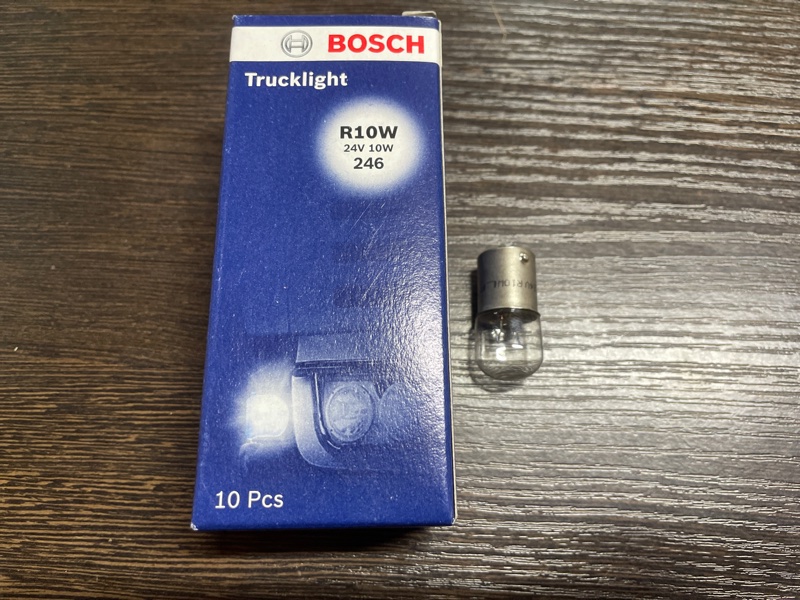 BOSCH
Trucklight
R10W
24V 10W
246
10 Pcs